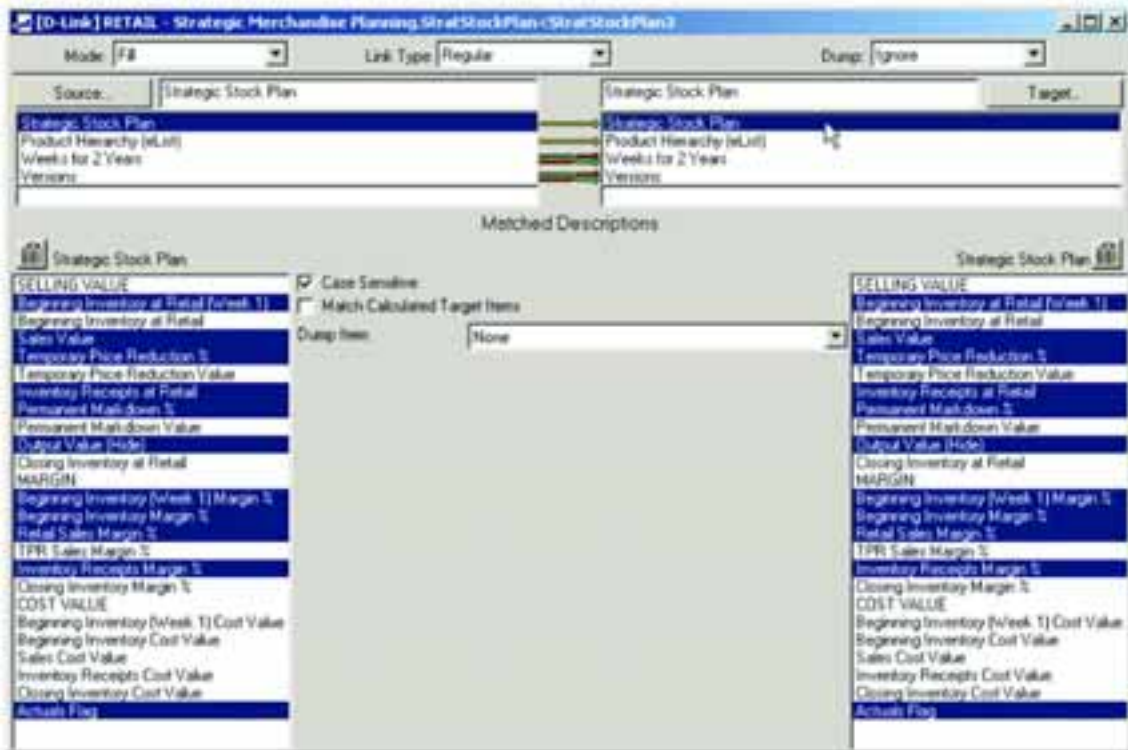 [D-Link] RETAIL - Strategic Merchandise Planning.StratStockPlan<StratStockPlan3
Mode: Fill
Link Type: Regular
Dump: Ignore
Source...
Strategic Stock Plan
Strategic Stock Plan
Target...
Strategic Stock Plan
Strategic Stock Plan
Product Hierarchy (eList)
Product Hierarchy (eList)
Weeks for 2 Years
Weeks for 2 Years
Versions
Versions
Matched Descriptions
Strategic Stock Plan
SELLING VALUE
Beginning Inventory at Retail (Week 1)
Beginning Inventory at Retail
Sales Value
Temporary Price Reduction %
Temporary Price Reduction Value
Inventory Receipts at Retail
Permanent Markdown %
Permanent Markdown Value
Output Value (Hide)
Closing Inventory at Retail
MARGIN
Beginning Inventory (Week 1) Margin %
Beginning Inventory Margin %
Retail Sales Margin %
TPR Sales Margin %
Inventory Receipts Margin %
Closing Inventory Margin %
COST VALUE
Beginning Inventory (Week 1) Cost Value
Beginning Inventory Cost Value
Sales Cost Value
Inventory Receipts Cost Value
Closing Inventory Cost Value
Actuals Flag
Case Sensitive
Match Calculated Target Items
Dump Item: None
Strategic Stock Plan
SELLING VALUE
Beginning Inventory at Retail (Week 1)
Beginning Inventory at Retail
Sales Value
Temporary Price Reduction %
Temporary Price Reduction Value
Inventory Receipts at Retail
Permanent Markdown %
Permanent Markdown Value
Output Value (Hide)
Closing Inventory at Retail
MARGIN
Beginning Inventory (Week 1) Margin %
Beginning Inventory Margin %
Retail Sales Margin %
TPR Sales Margin %
Inventory Receipts Margin %
Closing Inventory Margin %
COST VALUE
Beginning Inventory (Week 1) Cost Value
Beginning Inventory Cost Value
Sales Cost Value
Inventory Receipts Cost Value
Closing Inventory Cost Value
Actuals Flag